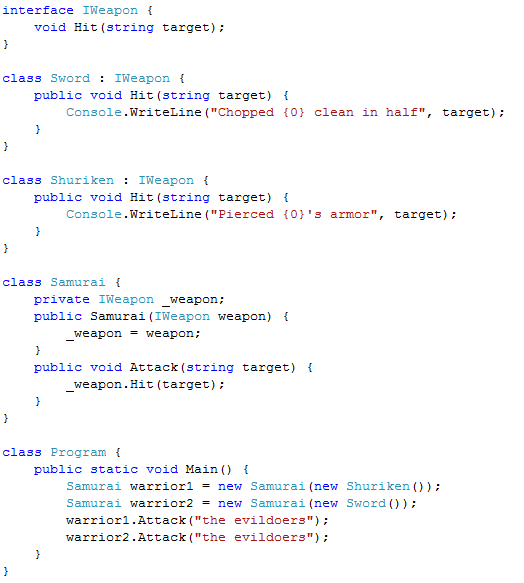 interface IWeapon {
    void Hit(string target);
}

class Sword : IWeapon {
    public void Hit(string target) {
        Console.WriteLine("Chopped {0} clean in half", target);
    }
}

class Shuriken : IWeapon {
    public void Hit(string target) {
        Console.WriteLine("Pierced {0}'s armor", target);
    }
}

class Samurai {
    private IWeapon _weapon;
    public Samurai(IWeapon weapon) {
        _weapon = weapon;
    }
    public void Attack(string target) {
        _weapon.Hit(target);
    }
}

class Program {
    public static void Main() {
        Samurai warrior1 = new Samurai(new Shuriken());
        Samurai warrior2 = new Samurai(new Sword());
        warrior1.Attack("the evildoers");
        warrior2.Attack("the evildoers");
    }
}